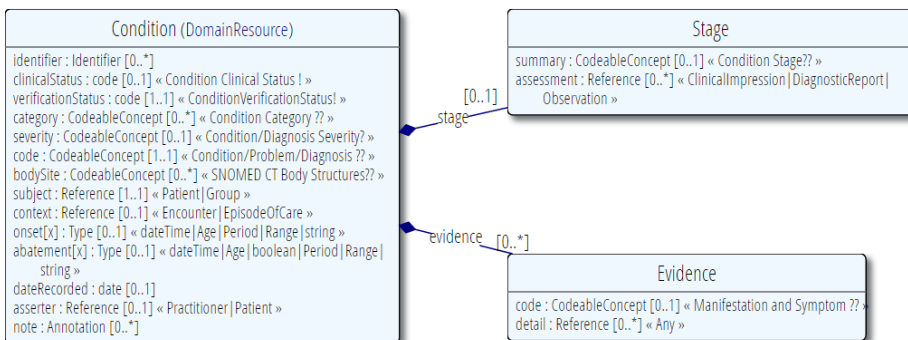 Condition (DomainResource)
identifier : Identifier [0..*]
clinicalStatus : code [0..1] « Condition Clinical Status ! »
verificationStatus : code [1..1] « ConditionVerificationStatus! »
category : CodeableConcept [0..*] « Condition Category ?? »
severity : CodeableConcept [0..1] « Condition/Diagnosis Severity? »
code : CodeableConcept [1..1] « Condition/Problem/Diagnosis ?? »
bodySite : CodeableConcept [0..*] « SNOMED CT Body Structures?? »
subject : Reference [1..1] « Patient|Group »
context : Reference [0..1] « Encounter|EpisodeOfCare »
onset[x] : Type [0..1] « dateTime|Age|Period|Range|string »
abatement[x] : Type [0..1] « dateTime|Age|boolean|Period|Range|
string »
dateRecorded : date [0..1]
asserter : Reference [0..1] « Practitioner|Patient »
note : Annotation [0..*]
[0..1]
stage
Stage
summary : CodeableConcept [0..1] « Condition Stage?? »
assessment : Reference [0..*] « ClinicalImpression|DiagnosticReport|
Observation »
evidence [0..*]
Evidence
code : CodeableConcept [0..1] « Manifestation and Symptom ?? »
detail : Reference [0..*] « Any »